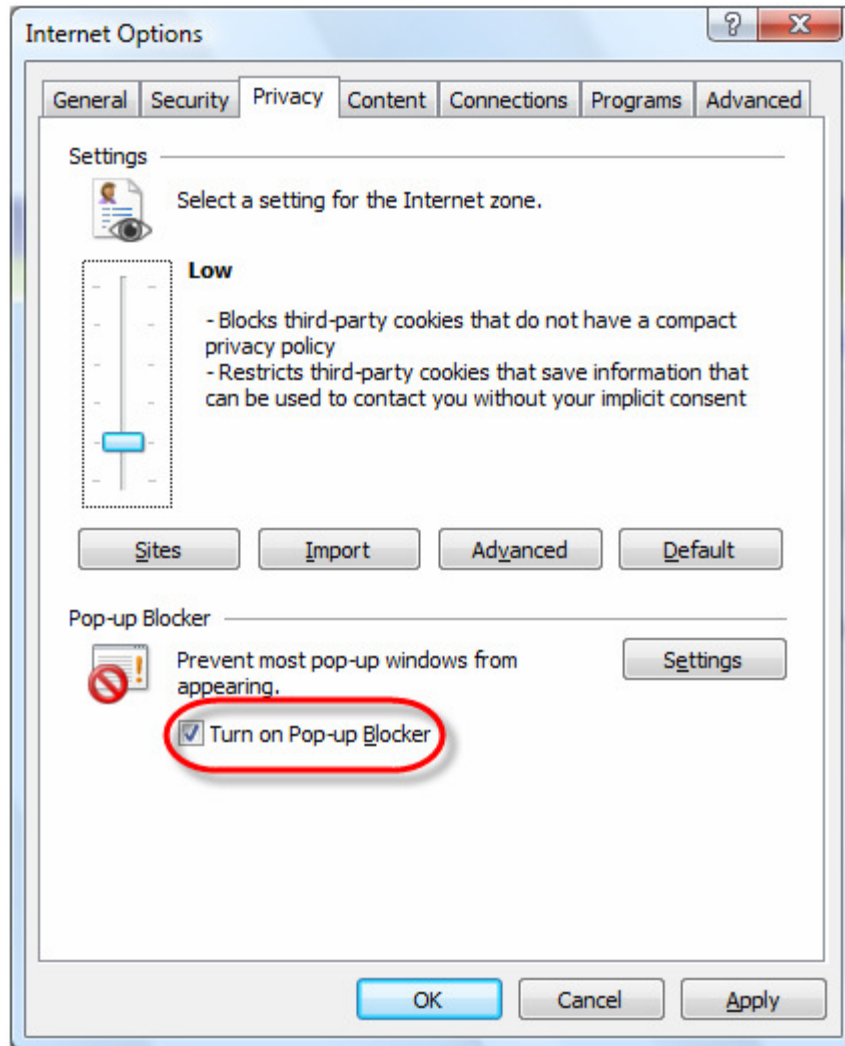 Internet Options
General Security Privacy Content Connections Programs Advanced
Settings
Select a setting for the Internet zone.
Low
- Blocks third-party cookies that do not have a compact
privacy policy
- Restricts third-party cookies that save information that
can be used to contact you without your implicit consent
Sites Import Advanced Default
Pop-up Blocker
Prevent most pop-up windows from
appearing.
Settings
Turn on Pop-up Blocker
OK Cancel Apply